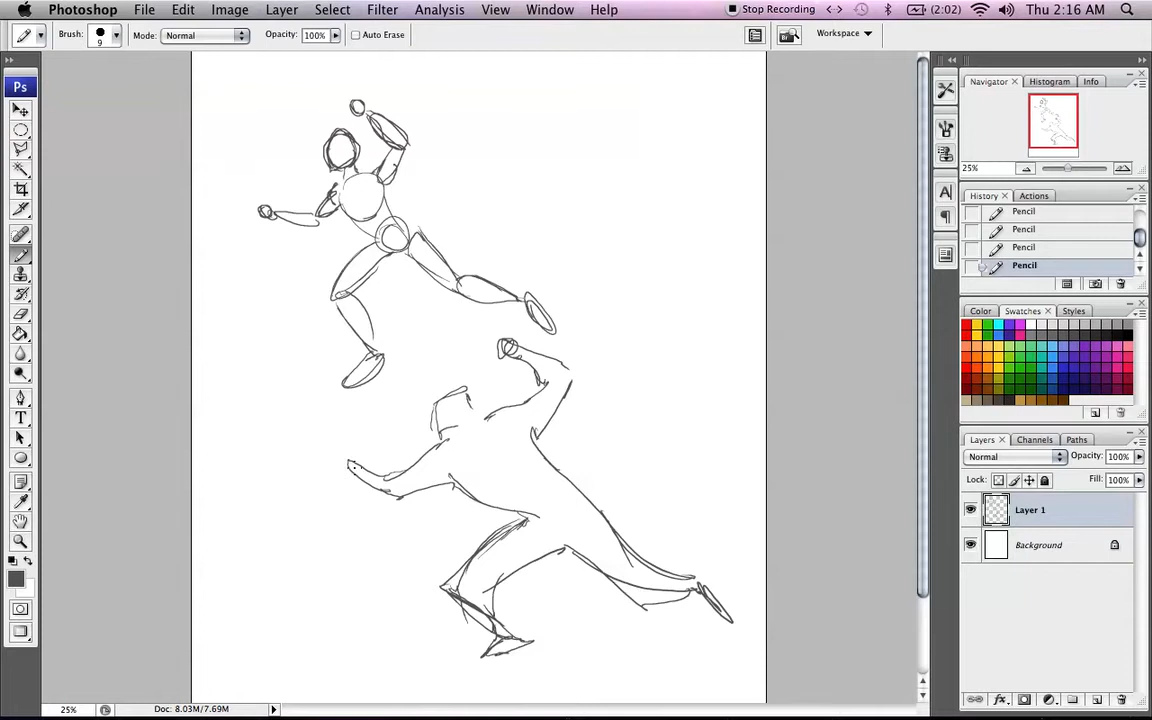 Photoshop File Edit Image Layer Select Filter Analysis View Window Help Stop Recording (2:02) Thu 2:16 AM
Brush: 9 Mode: Normal Opacity: 100% Auto Erase Workspace
Ps
Navigator Histogram Info
25%
History Actions
Pencil
Pencil
Pencil
Pencil
Color Swatches Styles
Layers Channels Paths
Normal Opacity: 100%
Lock: Fill: 100%
Layer 1
Background
25% Doc: 8.03M/7.69M